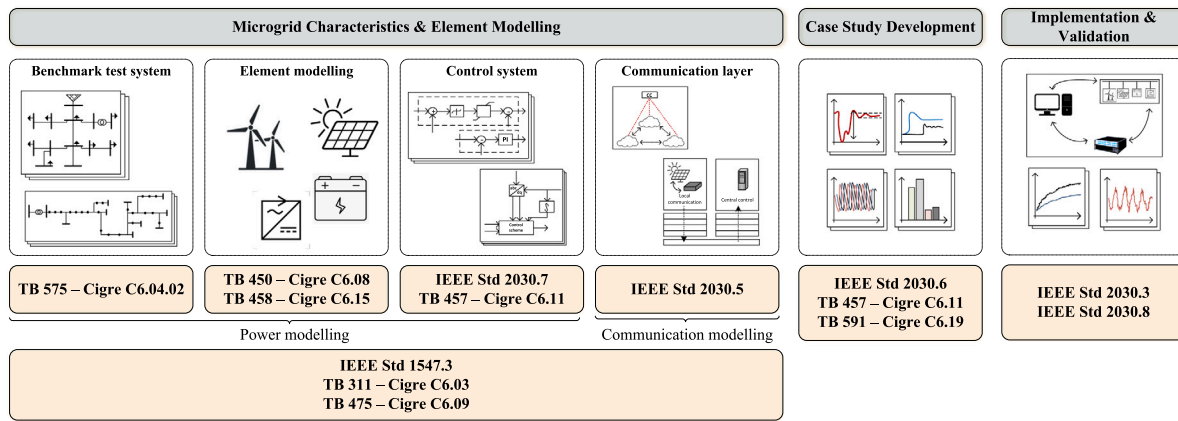 Microgrid Characteristics & Element Modelling
Case Study Development
Implementation &
Validation
Benchmark test system
Element modelling
Control system
Communication layer
PI
Control
scheme
CC
Local
communication
Central control
TB 575 – Cigre C6.04.02
TB 450 – Cigre C6.08
TB 458 – Cigre C6.15
IEEE Std 2030.7
TB 457 – Cigre C6.11
IEEE Std 2030.5
IEEE Std 2030.6
TB 457 – Cigre C6.11
TB 591 – Cigre C6.19
IEEE Std 2030.3
IEEE Std 2030.8
Power modelling
Communication modelling
IEEE Std 1547.3
TB 311 – Cigre C6.03
TB 475 – Cigre C6.09